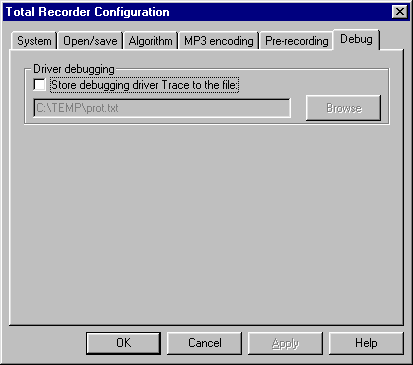 Total Recorder Configuration
System Open/save Algorithm MP3 encoding Pre-recording Debug
Driver debugging
Store debugging driver Trace to the file:
C:\TEMP\prot.txt Browse
OK Cancel Apply Help